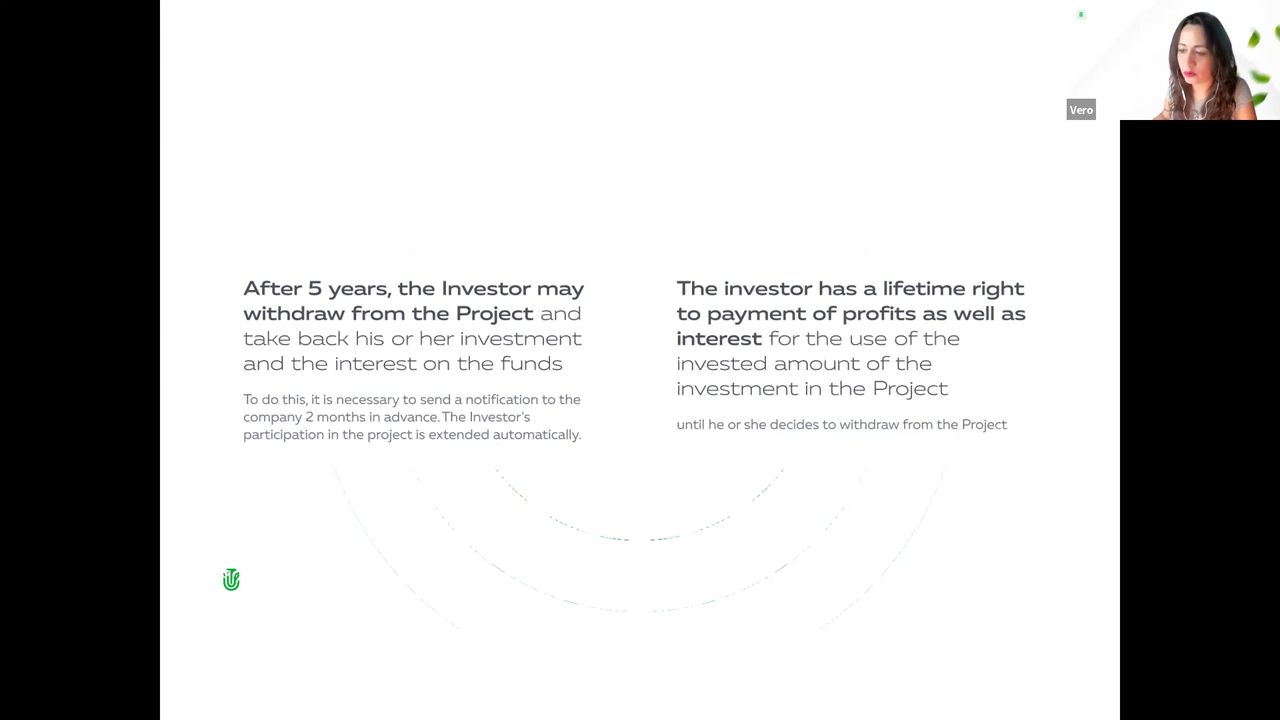 Vero
After 5 years, the Investor may
withdraw from the Project and
take back his or her investment
and the interest on the funds
To do this, it is necessary to send a notification to the
company 2 months in advance. The Investor's
participation in the project is extended automatically.
The investor has a lifetime right
to payment of profits as well as
interest for the use of the
invested amount of the
investment in the Project
until he or she decides to withdraw from the Project